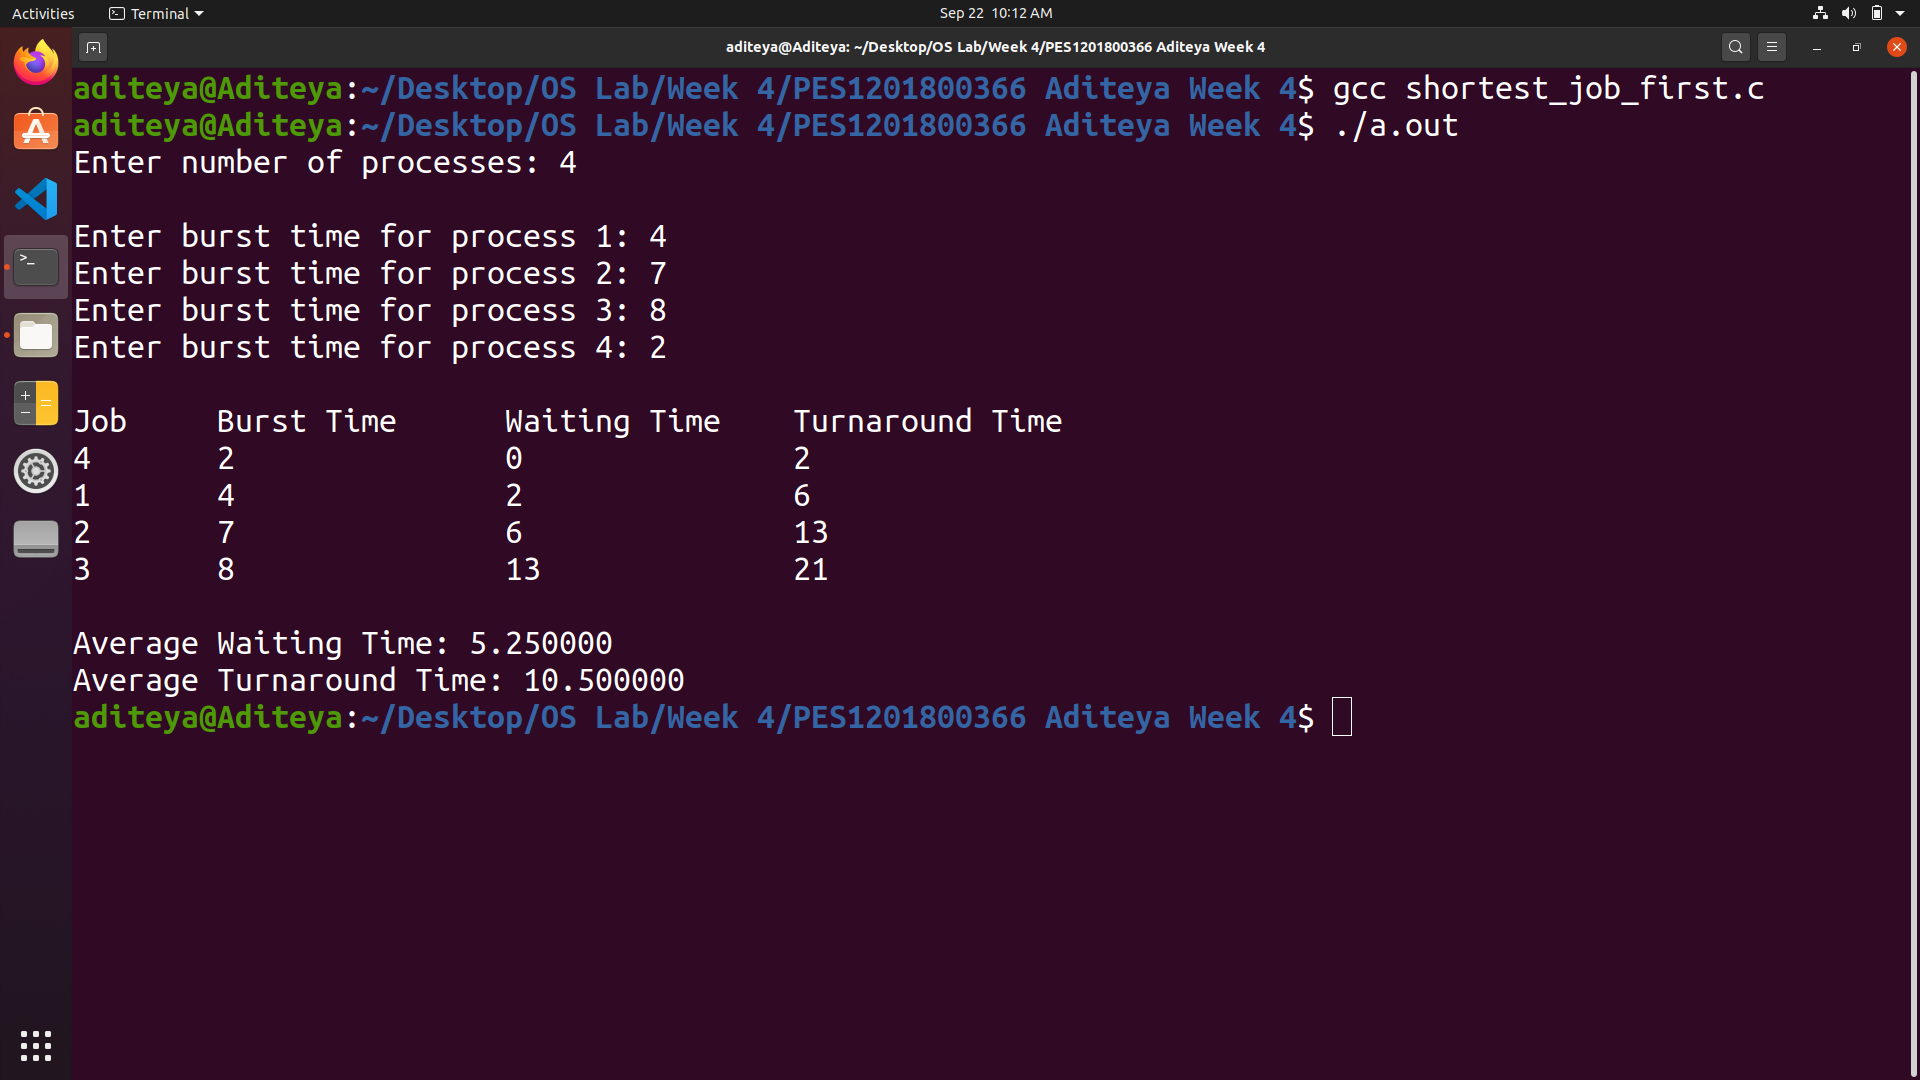 Activities Terminal Sep 22 10:12 AM
aditeya@Aditeya: ~/Desktop/OS Lab/Week 4/PES1201800366 Aditeya Week 4
aditeya@Aditeya:~/Desktop/OS Lab/Week 4/PES1201800366 Aditeya Week 4$ gcc shortest_job_first.c
aditeya@Aditeya:~/Desktop/OS Lab/Week 4/PES1201800366 Aditeya Week 4$ ./a.out
Enter number of processes: 4
Enter burst time for process 1: 4
Enter burst time for process 2: 7
Enter burst time for process 3: 8
Enter burst time for process 4: 2
Job Burst Time Waiting Time Turnaround Time
4 2 0 2
1 4 2 6
2 7 6 13
3 8 13 21
Average Waiting Time: 5.250000
Average Turnaround Time: 10.500000
aditeya@Aditeya:~/Desktop/OS Lab/Week 4/PES1201800366 Aditeya Week 4$